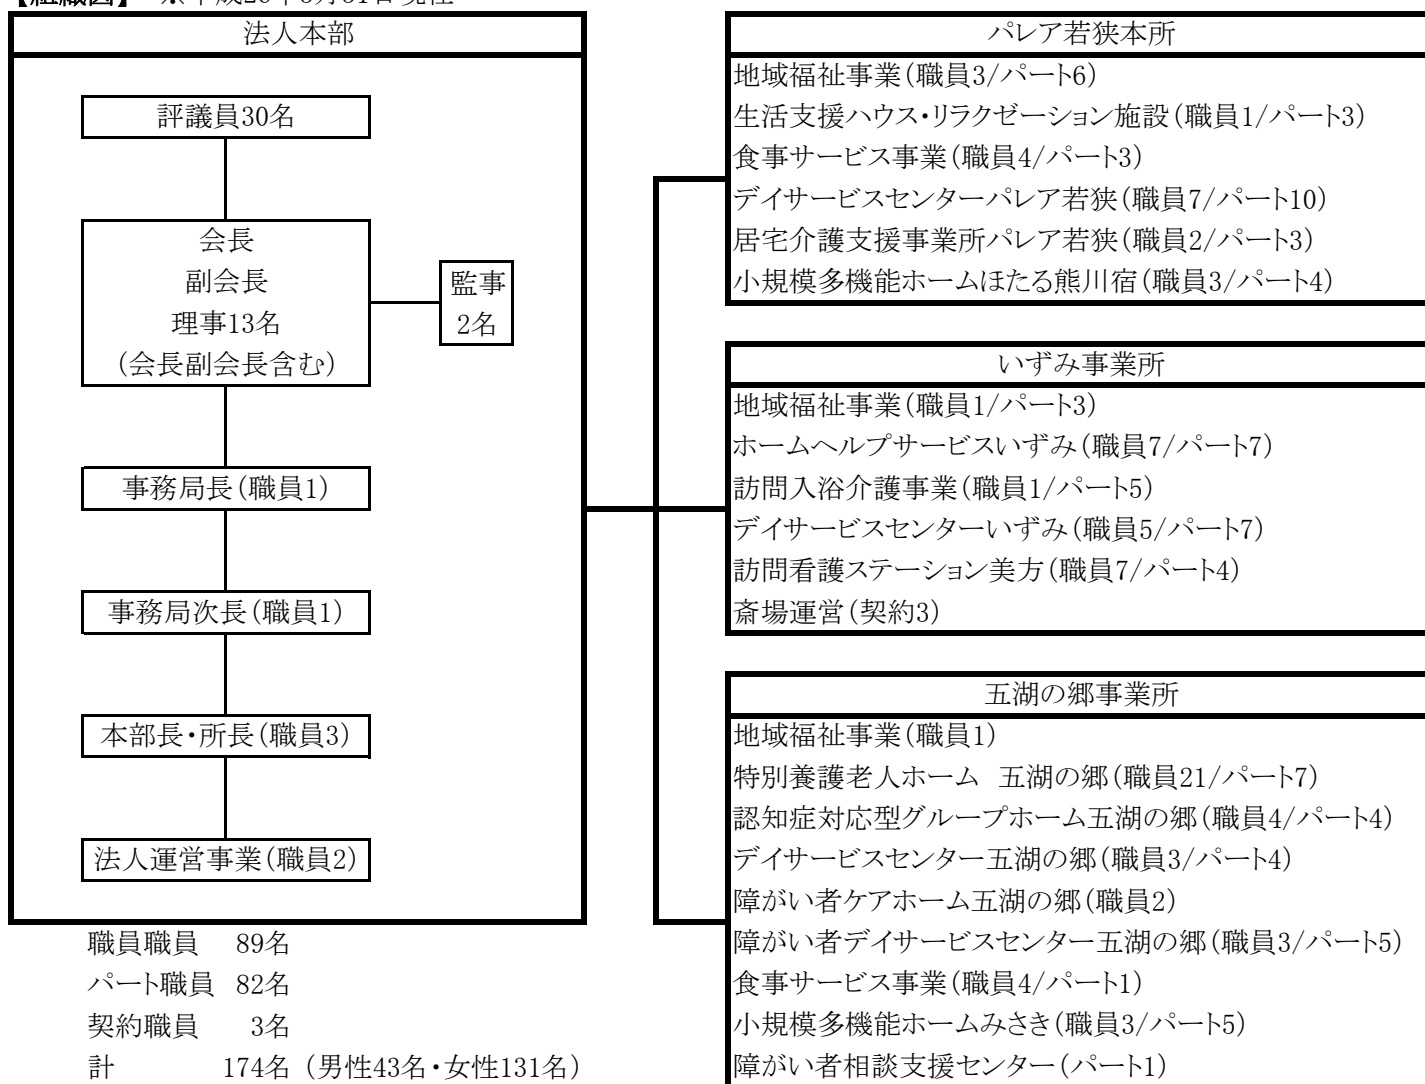 法人本部
評議員30名
会長
副会長
理事13名
(会長副会長含む)
監事
2名
事務局長(職員1)
事務局次長(職員1)
本部長・所長(職員3)
法人運営事業(職員2)
職員職員 89名
パート職員 82名
契約職員 3名
計 174名 (男性43名・女性131名)
パレア若狭本所
地域福祉事業(職員3/パート6)
生活支援ハウス・リラクゼーション施設(職員1/パート3)
食事サービス事業(職員4/パート3)
デイサービスセンターパレア若狭(職員7/パート10)
居宅介護支援事業所パレア若狭(職員2/パート3)
小規模多機能ホームほたる熊川宿(職員3/パート4)
いずみ事業所
地域福祉事業(職員1/パート3)
ホームヘルプサービスいずみ(職員7/パート7)
訪問入浴介護事業(職員1/パート5)
デイサービスセンターいずみ(職員5/パート7)
訪問看護ステーション美方(職員7/パート4)
斎場運営(契約3)
五湖の郷事業所
地域福祉事業(職員1)
特別養護老人ホーム 五湖の郷(職員21/パート7)
認知症対応型グループホーム五湖の郷(職員4/パート4)
デイサービスセンター五湖の郷(職員3/パート4)
障がい者ケアホーム五湖の郷(職員2)
障がい者デイサービスセンター五湖の郷(職員3/パート5)
食事サービス事業(職員4/パート1)
小規模多機能ホームみさき(職員3/パート5)
障がい者相談支援センター(パート1)